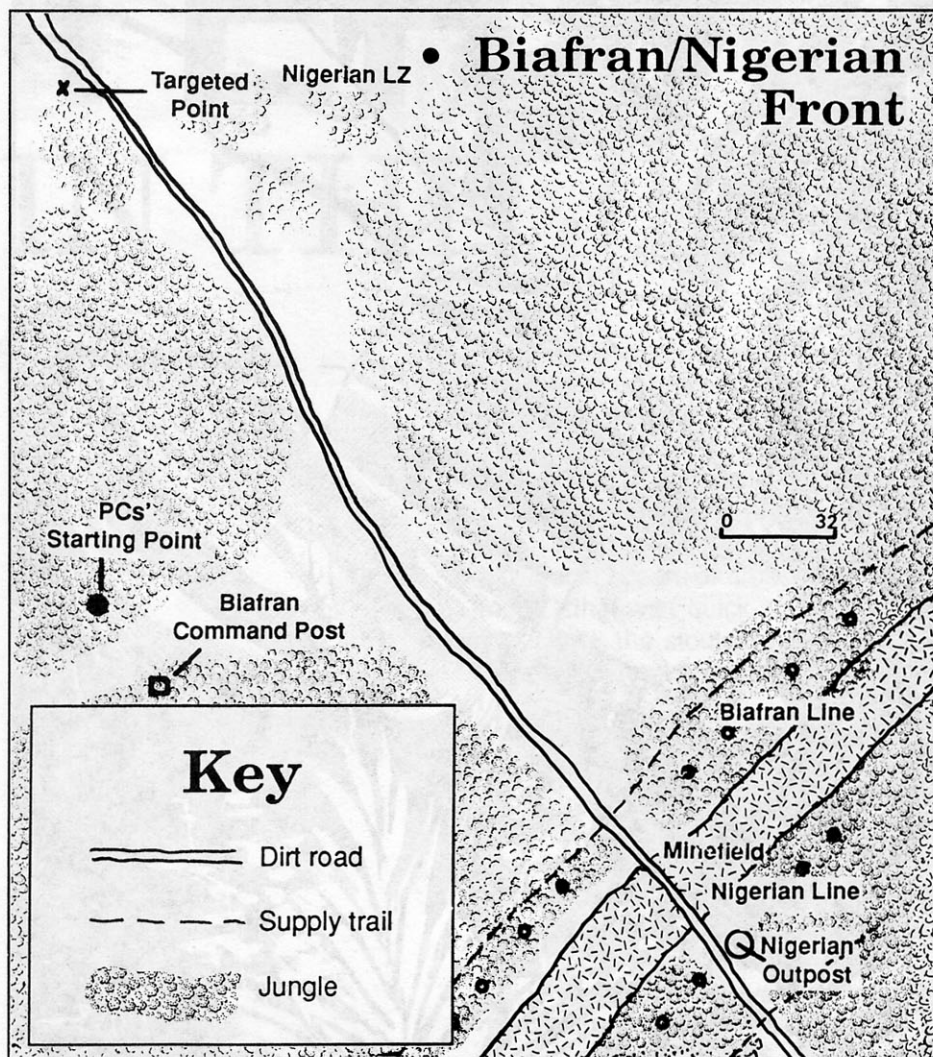 • Biafran/Nigerian
Front
Targeted
Point
Nigerian LZ
PCs'
Starting Point
0 32
Biafran
Command Post
Biafran Line
Minefield
Nigerian Line
Nigerian
Outpost
Key
Dirt road
Supply trail
Jungle